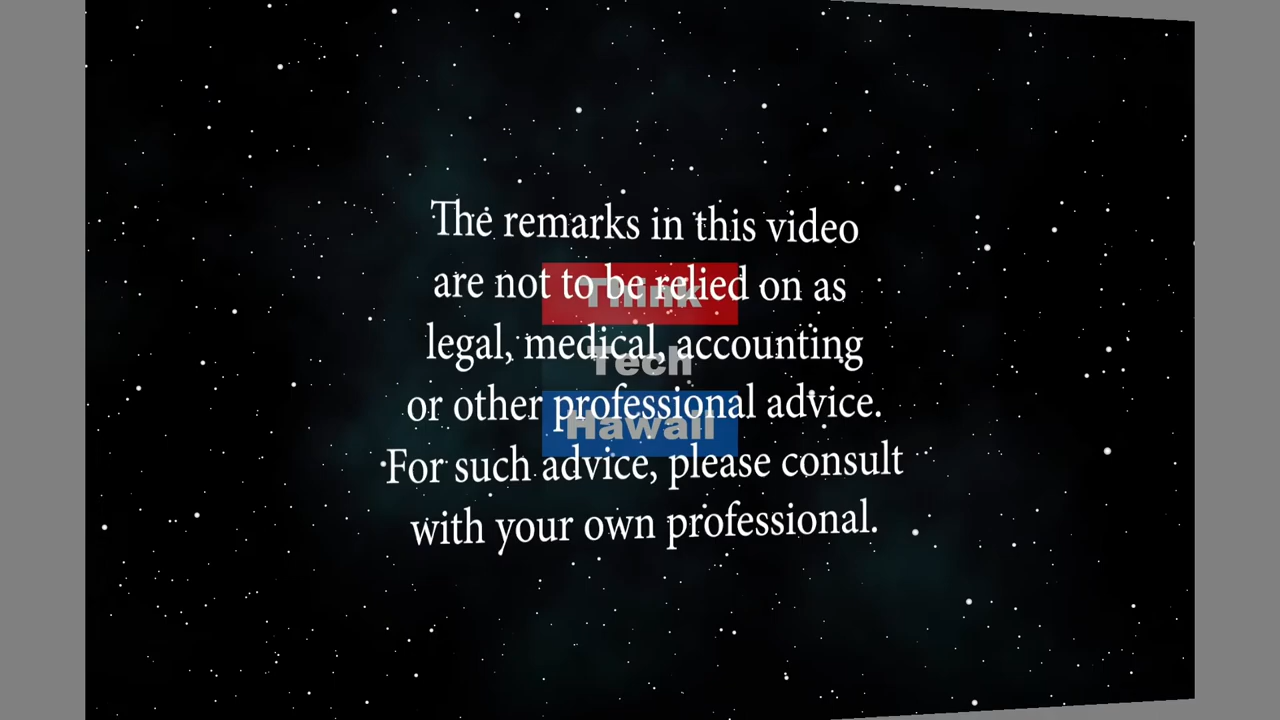 The remarks in this video
are not to be relied on as
legal, medical, accounting
or other professional advice.
For such advice, please consult
with your own professional.
Think
Tech
Hawaii